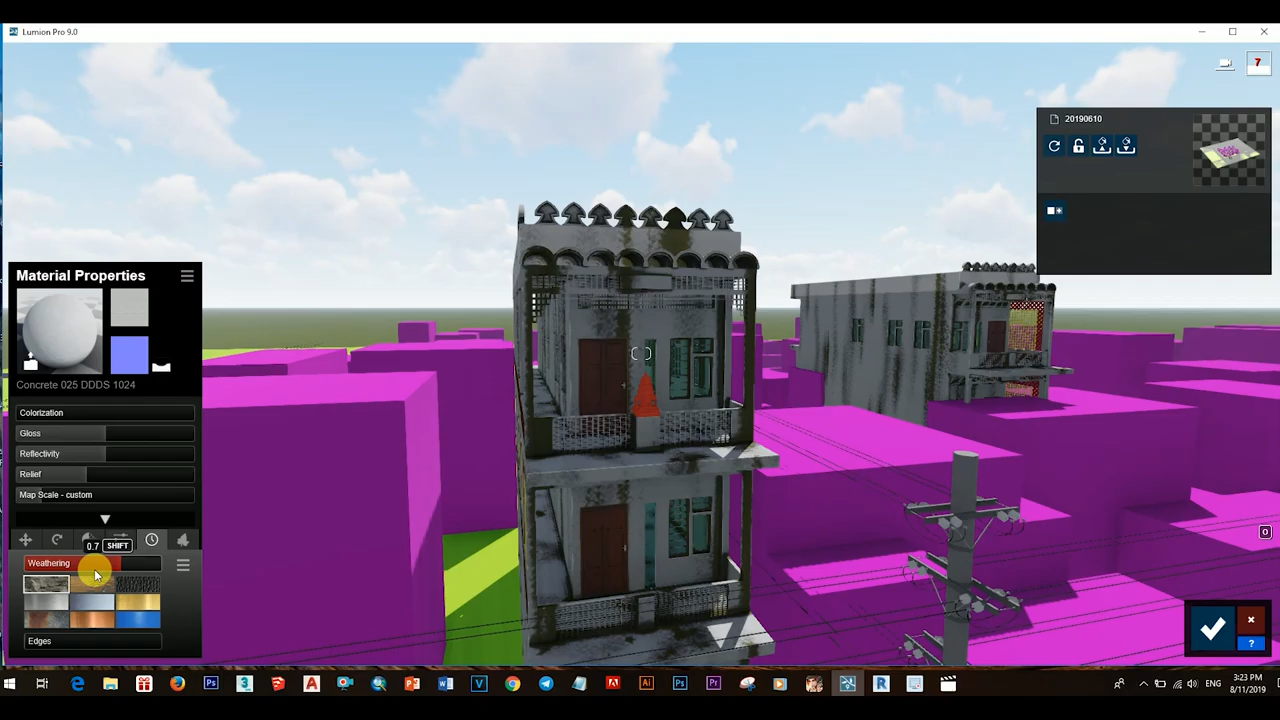 Lumion Pro 9.0
7
20190610
Material Properties
Concrete 025 DDDS 1024
Colorization
Gloss
Reflectivity
Relief
Map Scale - custom
0.7 SHIFT
Weathering
Edges
O
?
ENG
3:23 PM
8/11/2019